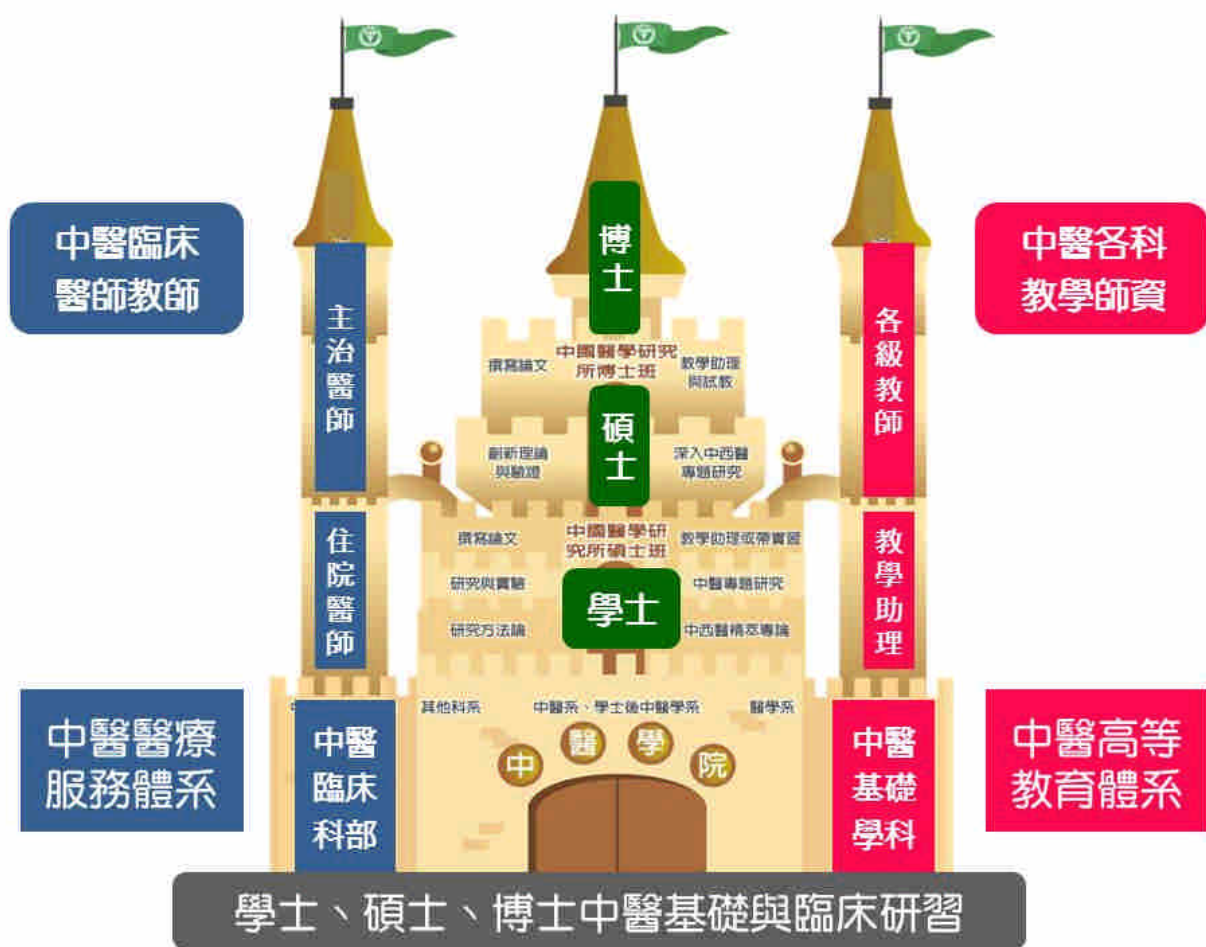 中醫臨床
醫師教師
主治醫師
住院醫師
中醫醫療
服務體系
中醫
臨床
科部
博士
撰寫論文
中國醫學研究
所博士班
教學助理
與試教
碩士
創新理論
與驗證
深入中西醫
專題研究
撰寫論文
中國醫學研
究所碩士班
教學助理或帶實習
研究與實驗
學士
中醫專題研究
研究方法論
中西醫精萃專論
其他科系
中醫系、學士後中醫學系
醫學系
中醫學院
中醫各科
教學師資
各級教師
教學助理
中醫
基礎
學科
中醫高等
教育體系
學士、碩士、博士中醫基礎與臨床研習